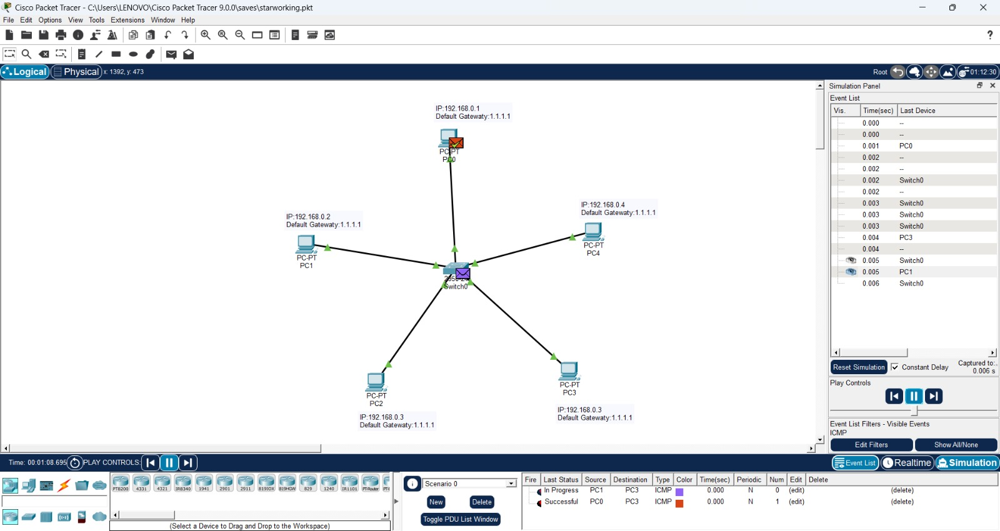 Cisco Packet Tracer - C:\Users\LENOVO\Cisco Packet Tracer 9.0.0\saves\starworking.pkt
File Edit Options View Tools Extensions Window Help
?
Logical Physical x: 1392, y: 473
Root 01:12:30
IP:192.168.0.1
Default Gatewaty:1.1.1.1
PC-PT
PC0
IP:192.168.0.2
Default Gatewaty:1.1.1.1
PC-PT
PC1
IP:192.168.0.4
Default Gatewaty:1.1.1.1
PC-PT
PC4
2950-24
Switch0
PC-PT
PC2
IP:192.168.0.3
Default Gatewaty:1.1.1.1
PC-PT
PC3
IP:192.168.0.3
Default Gatewaty:1.1.1.1
Simulation Panel
Event List
Vis. Time(sec) Last Device
0.000 --
0.000 --
0.001 PC0
0.002 --
0.002 --
0.002 Switch0
0.002 --
0.003 Switch0
0.003 Switch0
0.003 Switch0
0.004 PC3
0.004 --
0.005 Switch0
0.005 PC1
0.006 Switch0
Reset Simulation Constant Delay Captured to:
0.006 s
Play Controls
Event List Filters - Visible Events
ICMP
Edit Filters Show All/None
Time: 00:01:08.695 PLAY CONTROLS: Event List Realtime Simulation
PT8200 4331 4321 IR8340 1941 2901 2911 819IOX 819HGW 829 1240 IR1101 PT-Router
(Select a Device to Drag and Drop to the Workspace)
Scenario 0
New Delete
Toggle PDU List Window
Fire Last Status Source Destination Type Color Time(sec) Periodic Num Edit Delete
In Progress PC1 PC3 ICMP 0.000 N 0 (edit) (delete)
Successful PC0 PC3 ICMP 0.000 N 1 (edit) (delete)